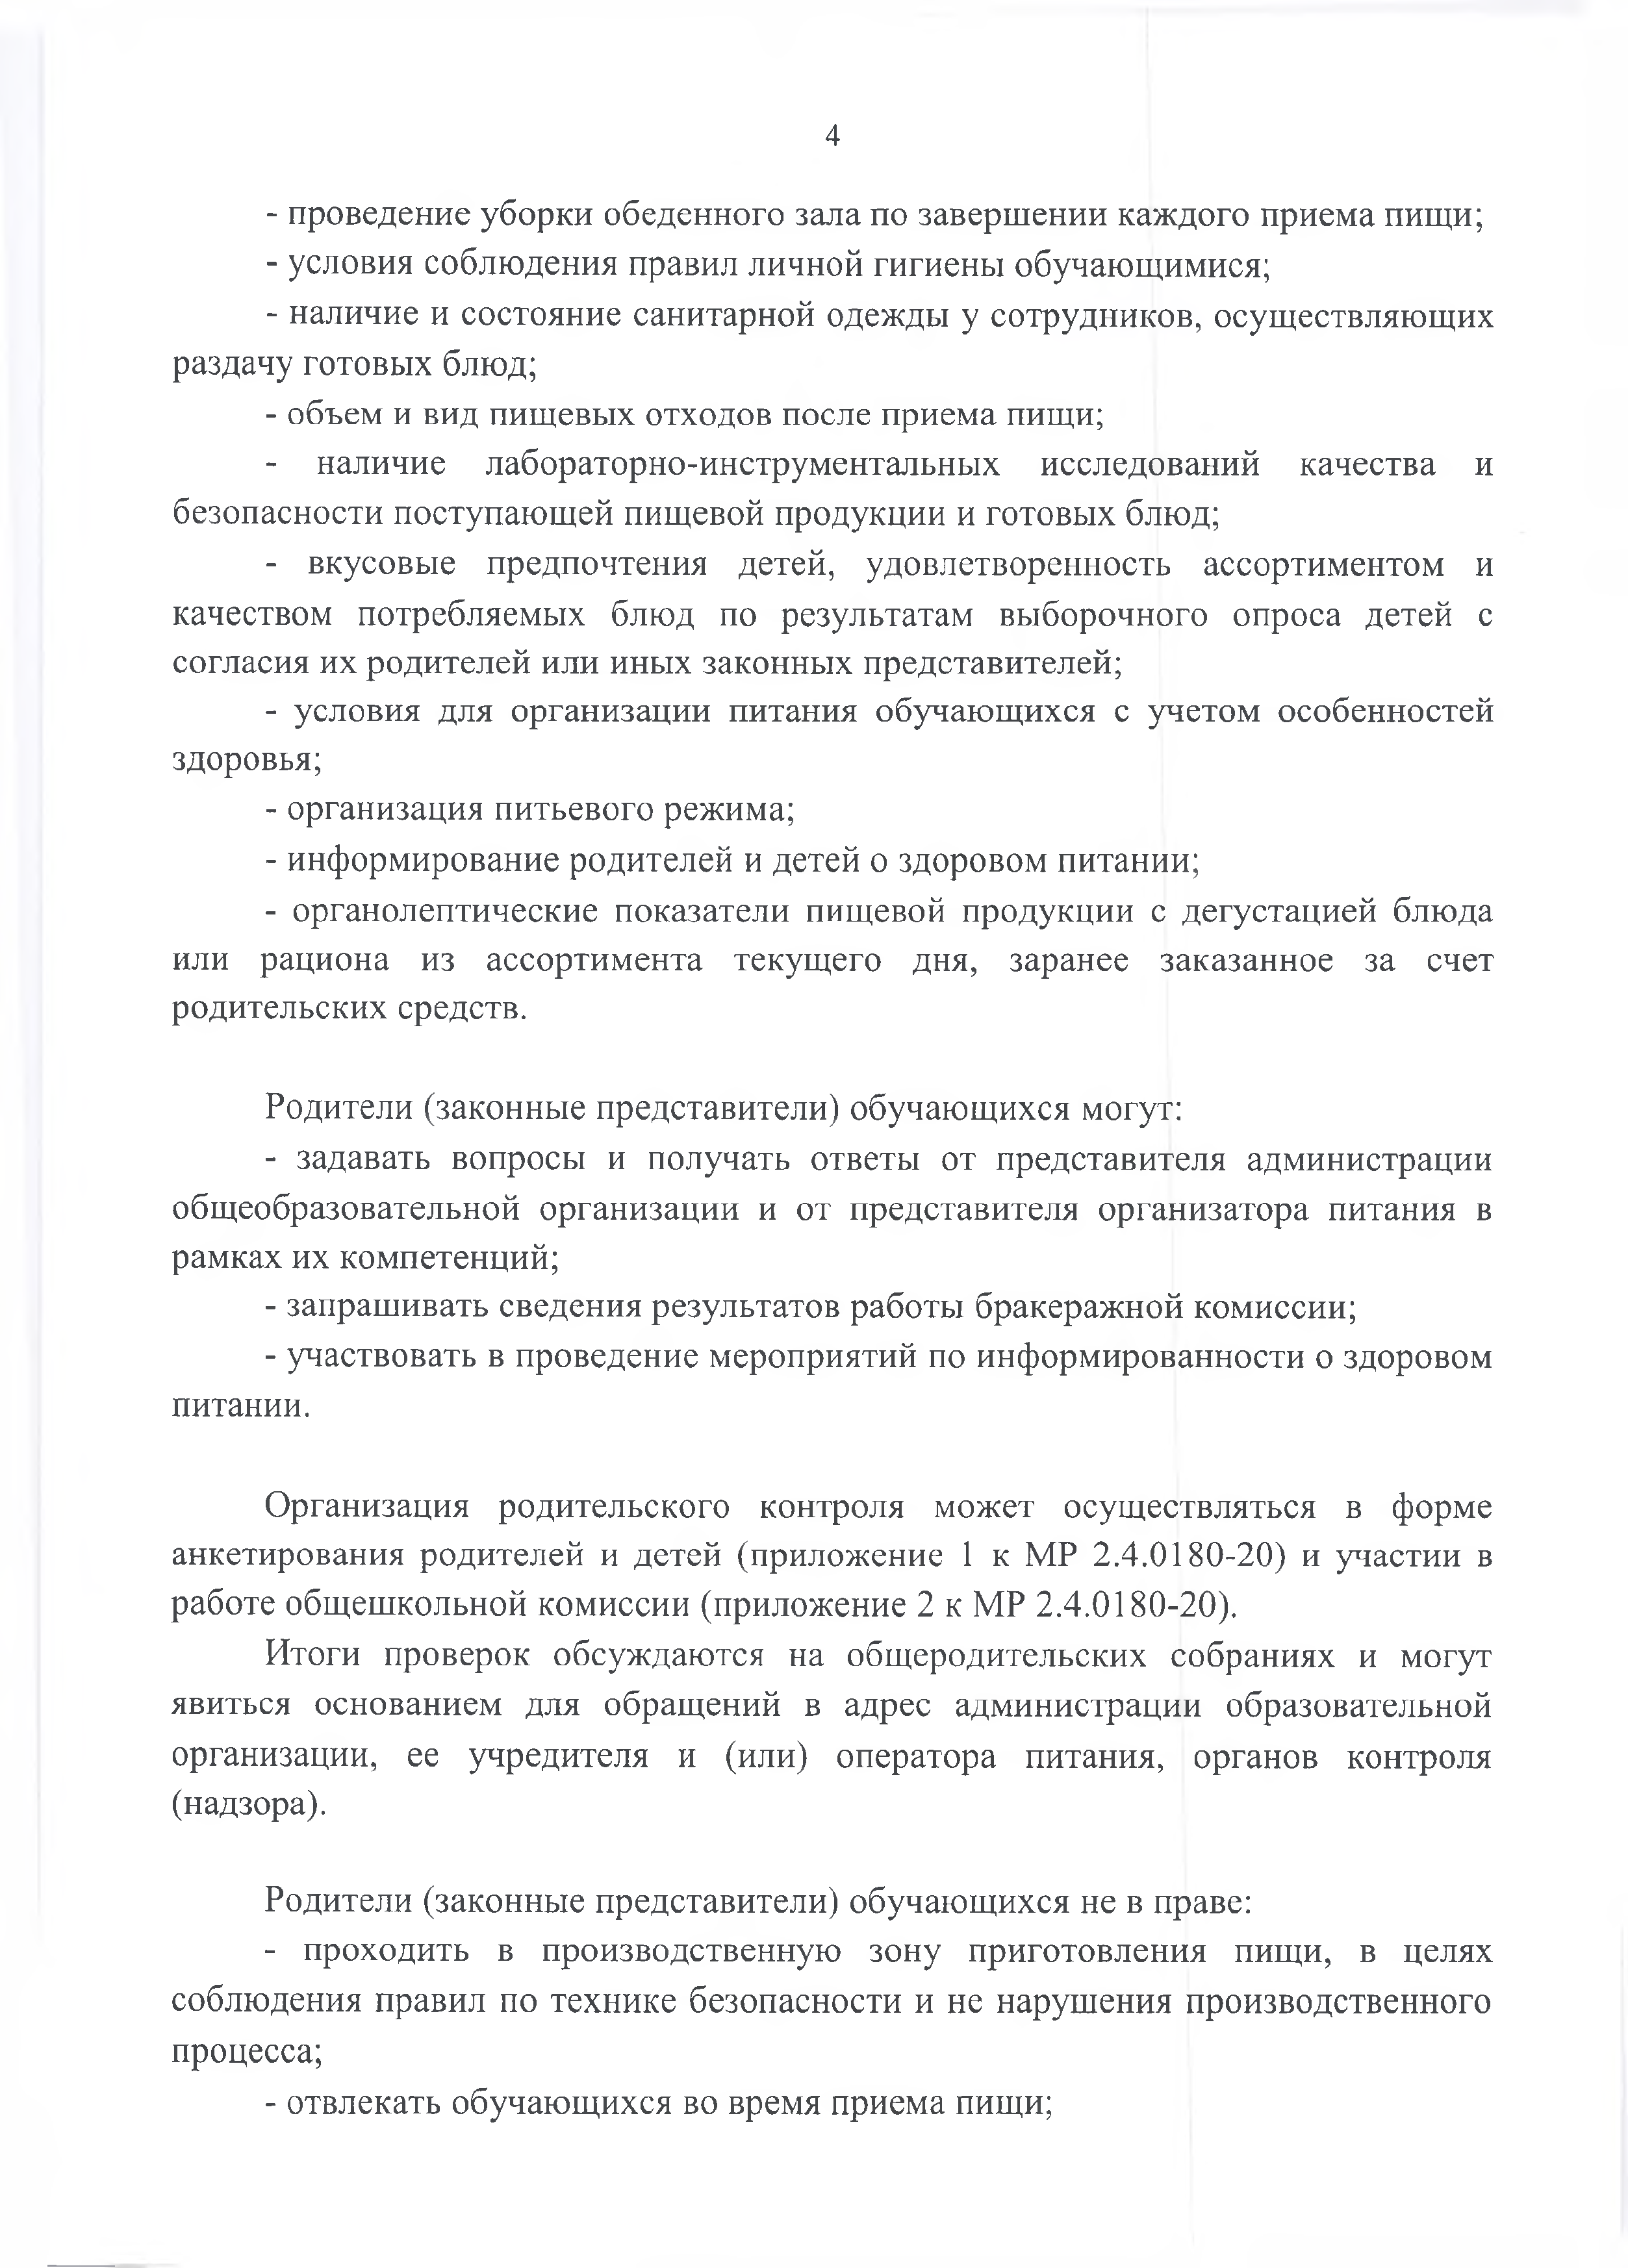 4
- проведение уборки обеденного зала по завершении каждого приема пищи;
- условия соблюдения правил личной гигиены обучающимися;
- наличие и состояние санитарной одежды у сотрудников, осуществляющих
раздачу готовых блюд;
- объем и вид пищевых отходов после приема пищи;
- наличие лабораторно-инструментальных исследований качества и
безопасности поступающей пищевой продукции и готовых блюд;
- вкусовые предпочтения детей, удовлетворенность ассортиментом и
качеством потребляемых блюд по результатам выборочного опроса детей с
согласия их родителей или иных законных представителей;
- условия для организации питания обучающихся с учетом особенностей
здоровья;
- организация питьевого режима;
- информирование родителей и детей о здоровом питании;
- органолептические показатели пищевой продукции с дегустацией блюда
или рациона из ассортимента текущего дня, заранее заказанное за счет
родительских средств.
Родители (законные представители) обучающихся могут:
- задавать вопросы и получать ответы от представителя администрации
общеобразовательной организации и от представителя организатора питания в
рамках их компетенций;
- запрашивать сведения результатов работы бракеражной комиссии;
- участвовать в проведение мероприятий по информированности о здоровом
питании.
Организация родительского контроля может осуществляться в форме
анкетирования родителей и детей (приложение 1 к МР 2.4.0180-20) и участии в
работе общешкольной комиссии (приложение 2 к МР 2.4.0180-20).
Итоги проверок обсуждаются на общеродительских собраниях и могут
явиться основанием для обращений в адрес администрации образовательной
организации, ее учредителя и (или) оператора питания, органов контроля
(надзора).
Родители (законные представители) обучающихся не в праве:
- проходить в производственную зону приготовления пищи, в целях
соблюдения правил по технике безопасности и не нарушения производственного
процесса;
- отвлекать обучающихся во время приема пищи;